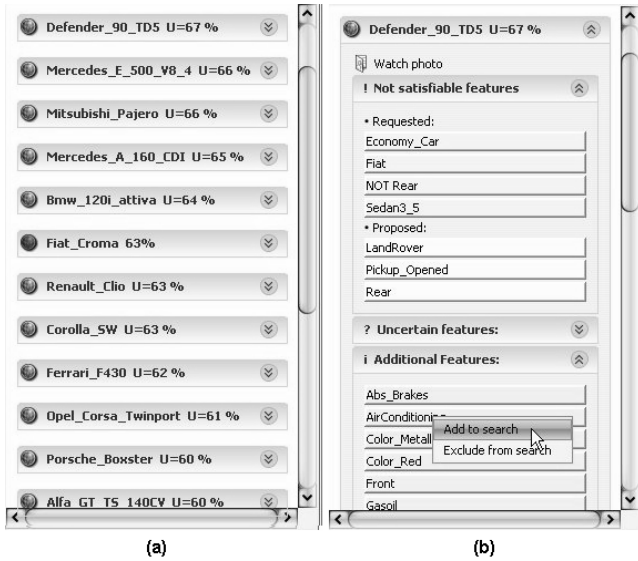 Defender_90_TD5 U=67 %
Mercedes_E_500_V8_4 U=66 %
Mitsubishi_Pajero U=66 %
Mercedes_A_160_CDI U=65 %
Bmw_120i_attiva U=64 %
Fiat_Croma 63%
Renault_Clio U=63 %
Corolla_SW U=63 %
Ferrari_F430 U=62 %
Opel_Corsa_Twinport U=61 %
Porsche_Boxster U=60 %
Alfa_GT_TS_140CV U=60 %
(a)
Defender_90_TD5 U=67 %
Watch photo
! Not satisfiable features
• Requested:
Economy_Car
Fiat
NOT Rear
Sedan3_5
• Proposed:
LandRover
Pickup_Opened
Rear
? Uncertain features:
i Additional Features:
Abs_Brakes
AirConditioning
Add to search
Color_Metall
Exclude from search
Color_Red
Front
Gasoil
(b)